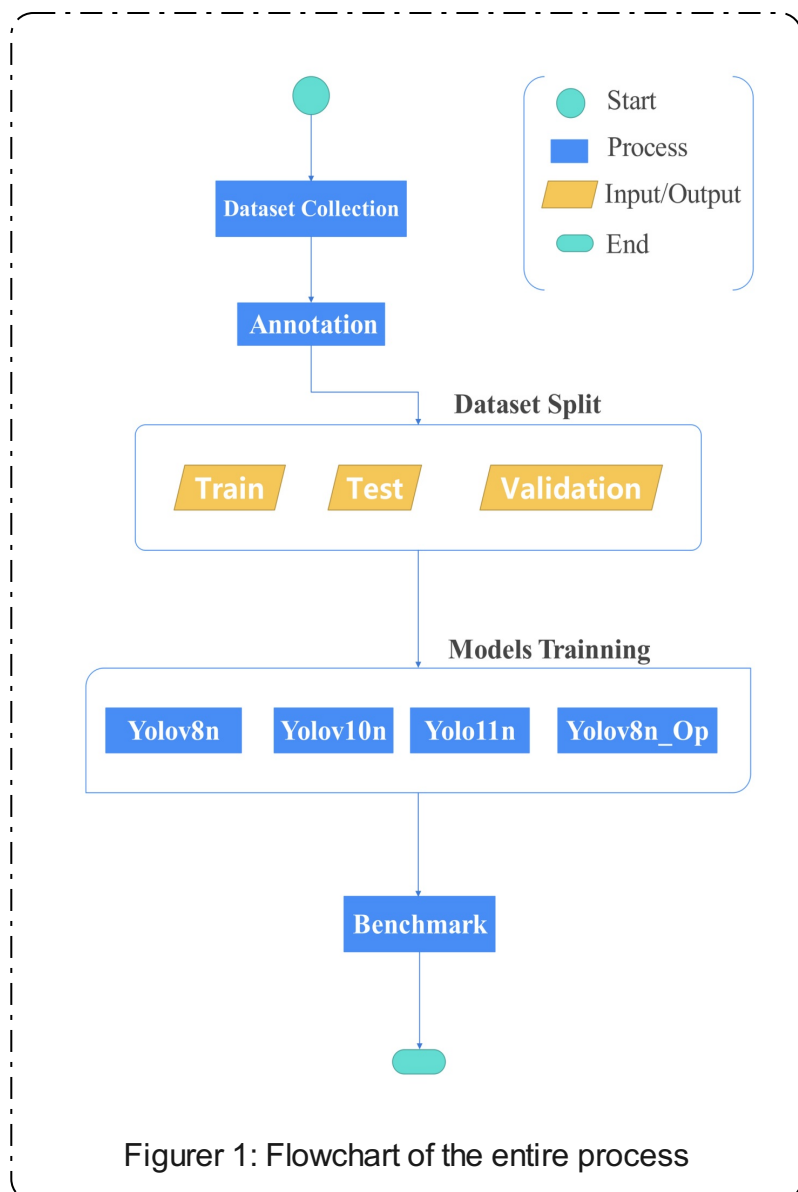 Start
Process
Input/Output
End
Dataset Collection
Annotation
Dataset Split
Train Test Validation
Models Trainning
Yolov8n Yolov10n Yolo11n Yolov8n_Op
Benchmark
Figurer 1: Flowchart of the entire process